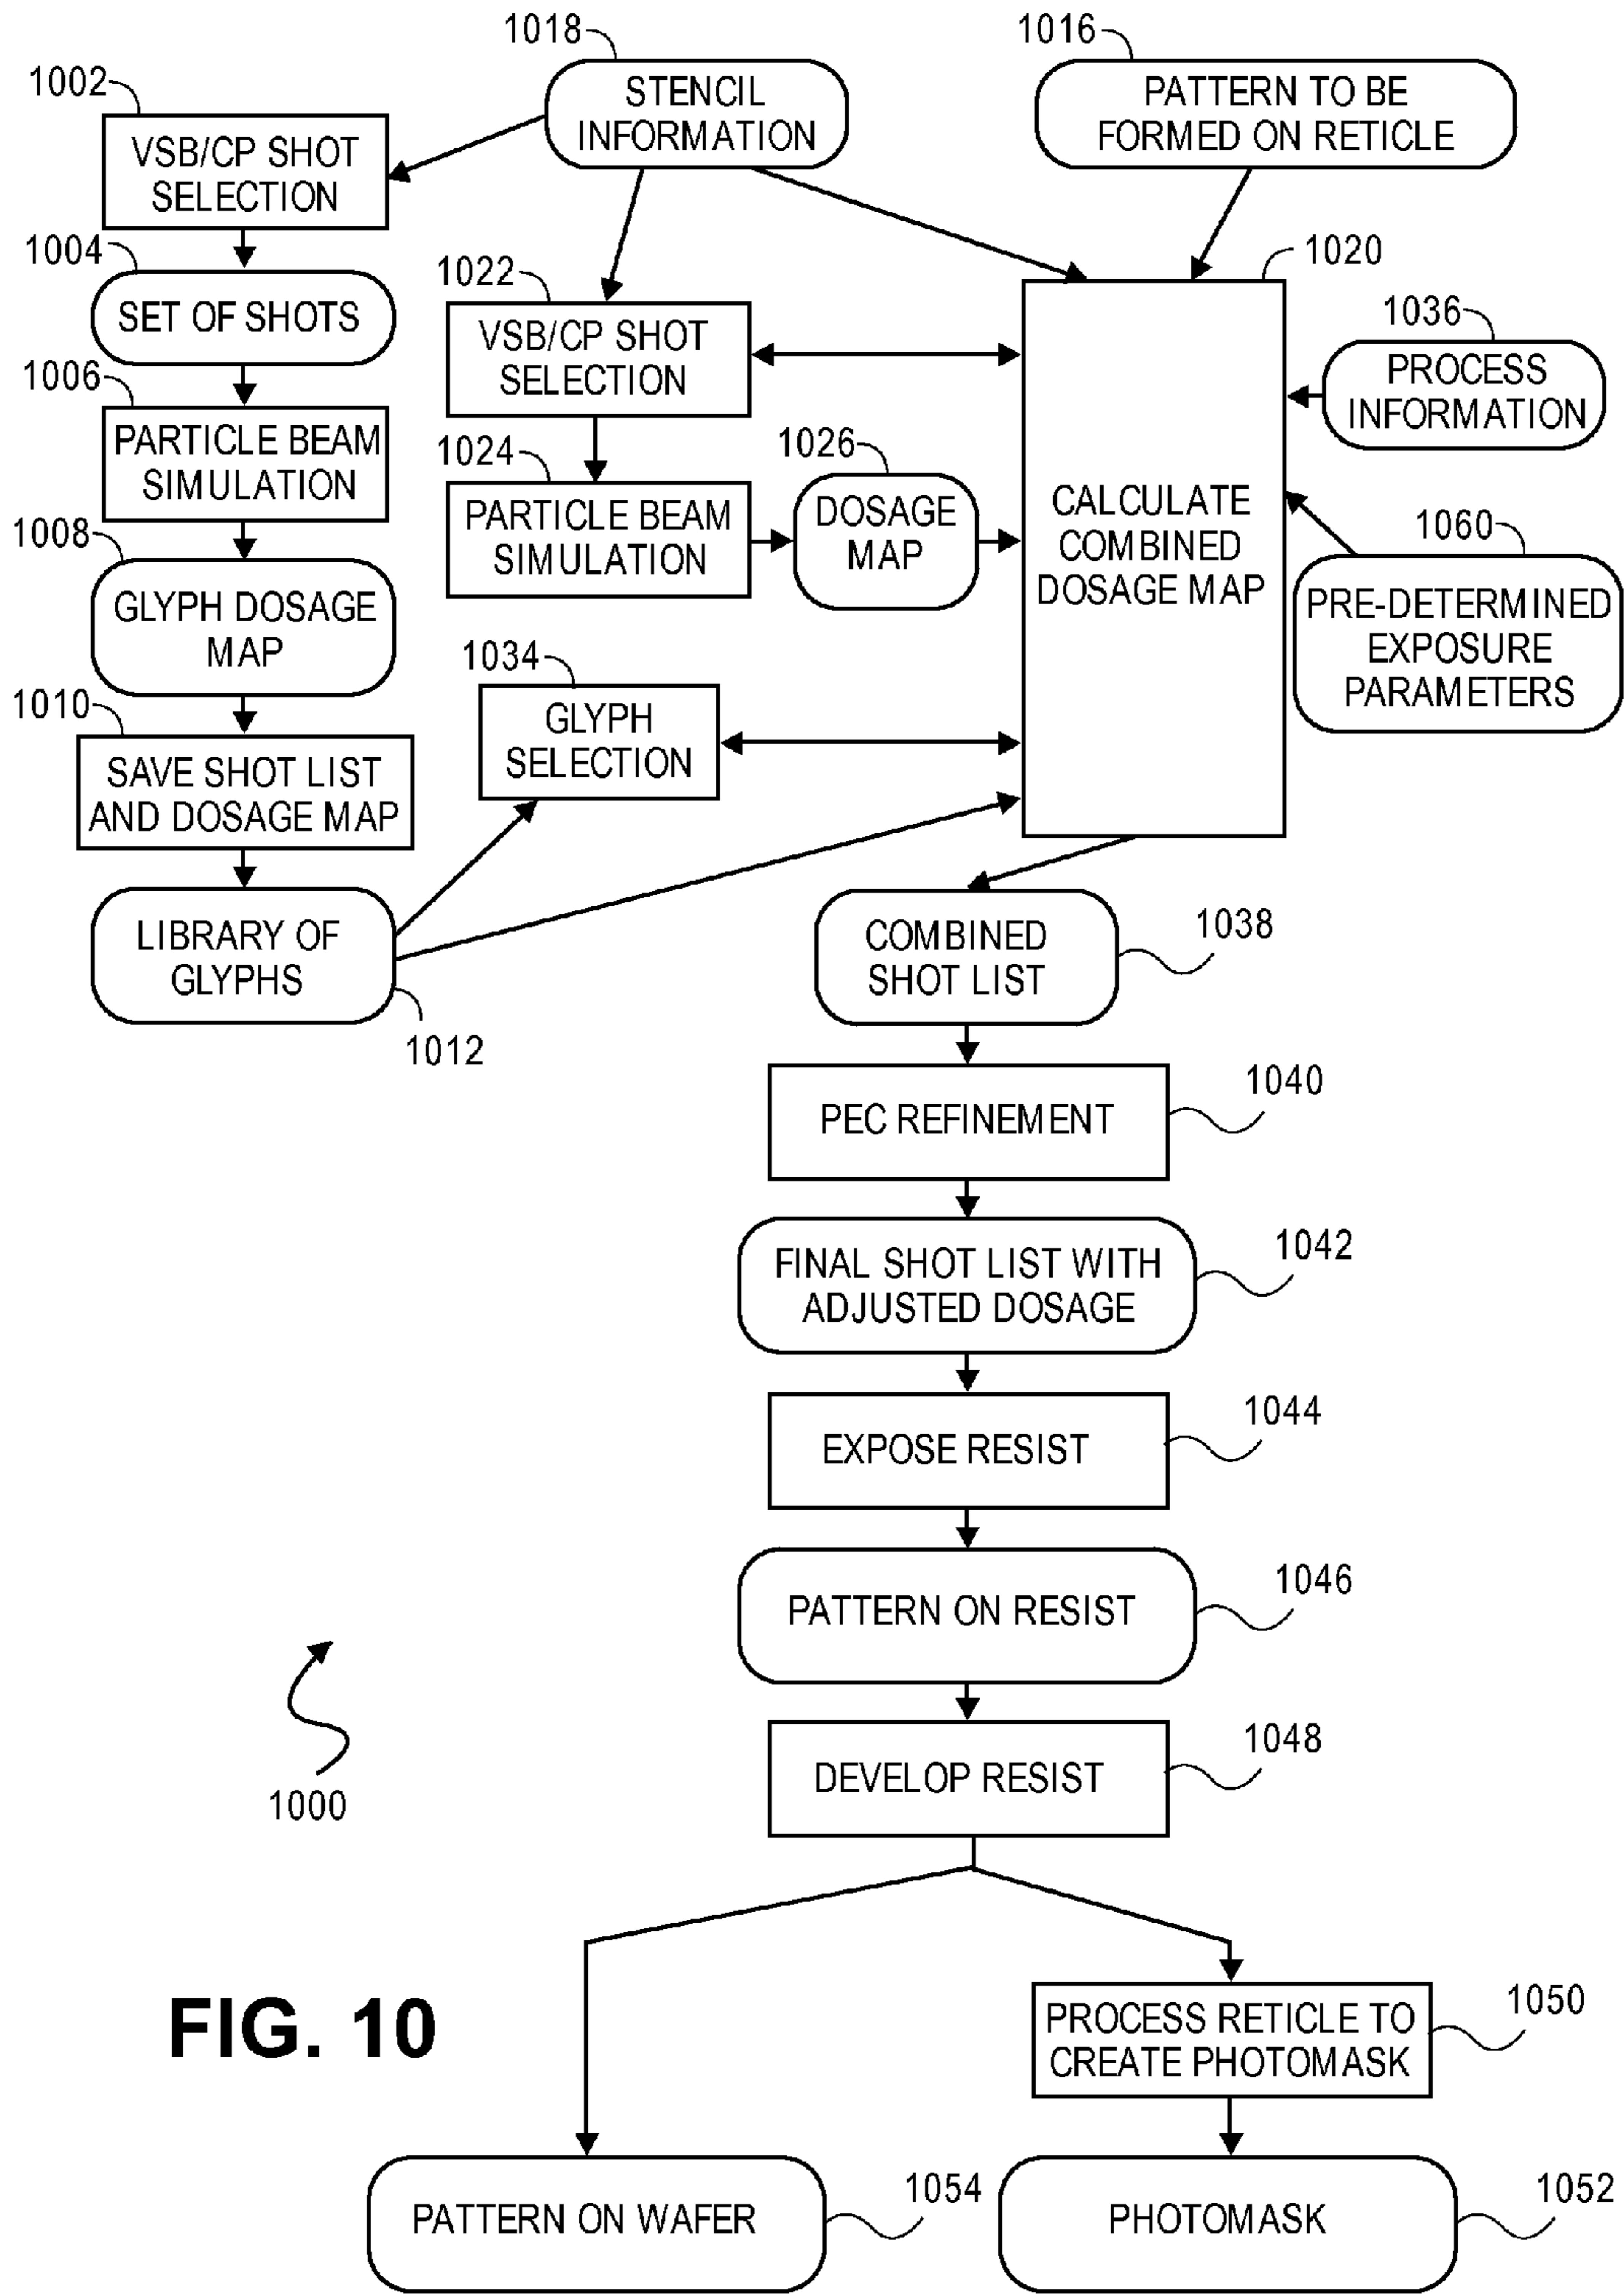 1018
STENCIL
INFORMATION
1016
PATTERN TO BE
FORMED ON RETICLE
1002
VSB/CP SHOT
SELECTION
1004
SET OF SHOTS
1006
PARTICLE BEAM
SIMULATION
1008
GLYPH DOSAGE
MAP
1010
SAVE SHOT LIST
AND DOSAGE MAP
LIBRARY OF
GLYPHS
1012
1022
VSB/CP SHOT
SELECTION
1024
PARTICLE BEAM
SIMULATION
1026
DOSAGE
MAP
1034
GLYPH
SELECTION
1020
CALCULATE
COMBINED
DOSAGE MAP
1036
PROCESS
INFORMATION
1060
PRE-DETERMINED
EXPOSURE
PARAMETERS
COMBINED
SHOT LIST
1038
PEC REFINEMENT
1040
FINAL SHOT LIST WITH
ADJUSTED DOSAGE
1042
EXPOSE RESIST
1044
PATTERN ON RESIST
1046
DEVELOP RESIST
1048
1000
FIG. 10
PROCESS RETICLE TO
CREATE PHOTOMASK
1050
PATTERN ON WAFER
1054
PHOTOMASK
1052